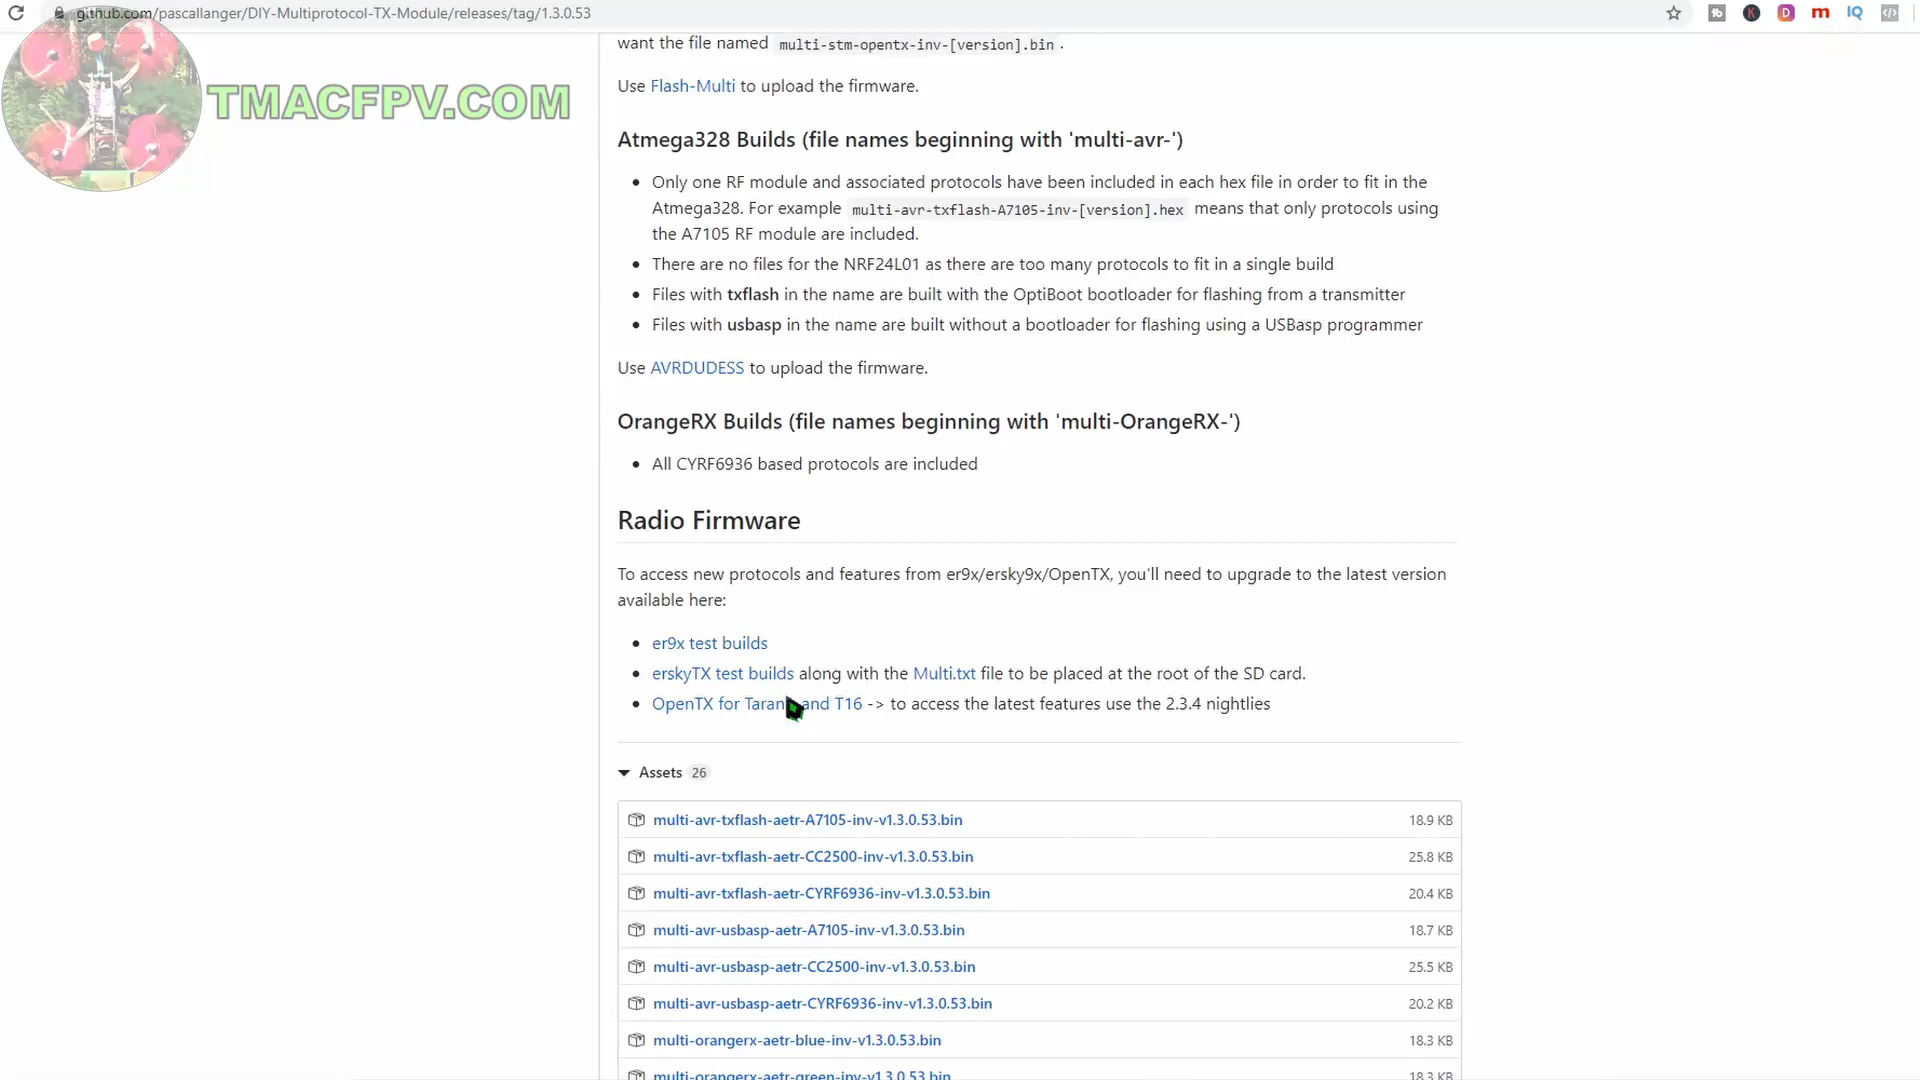 github.com/pascallanger/DIY-Multiprotocol-TX-Module/releases/tag/1.3.0.53
TMACFPV.COM
want the file named multi-stm-opentx-inv-[version].bin .
Use Flash-Multi to upload the firmware.
Atmega328 Builds (file names beginning with 'multi-avr-')
Only one RF module and associated protocols have been included in each hex file in order to fit in the
Atmega328. For example multi-avr-txflash-A7105-inv-[version].hex means that only protocols using
the A7105 RF module are included.
There are no files for the NRF24L01 as there are too many protocols to fit in a single build
Files with txflash in the name are built with the OptiBoot bootloader for flashing from a transmitter
Files with usbasp in the name are built without a bootloader for flashing using a USBasp programmer
Use AVRDUDESS to upload the firmware.
OrangeRX Builds (file names beginning with 'multi-OrangeRX-')
All CYRF6936 based protocols are included
Radio Firmware
To access new protocols and features from er9x/ersky9x/OpenTX, you'll need to upgrade to the latest version
available here:
er9x test builds
erskyTX test builds along with the Multi.txt file to be placed at the root of the SD card.
OpenTX for Taran and T16 -> to access the latest features use the 2.3.4 nightlies
Assets 26
multi-avr-txflash-aetr-A7105-inv-v1.3.0.53.bin 18.9 KB
multi-avr-txflash-aetr-CC2500-inv-v1.3.0.53.bin 25.8 KB
multi-avr-txflash-aetr-CYRF6936-inv-v1.3.0.53.bin 20.4 KB
multi-avr-usbasp-aetr-A7105-inv-v1.3.0.53.bin 18.7 KB
multi-avr-usbasp-aetr-CC2500-inv-v1.3.0.53.bin 25.5 KB
multi-avr-usbasp-aetr-CYRF6936-inv-v1.3.0.53.bin 20.2 KB
multi-orangerx-aetr-blue-inv-v1.3.0.53.bin 18.3 KB
multi-orangerx-aetr-green-inv-v1.3.0.53.bin 18.3 KB